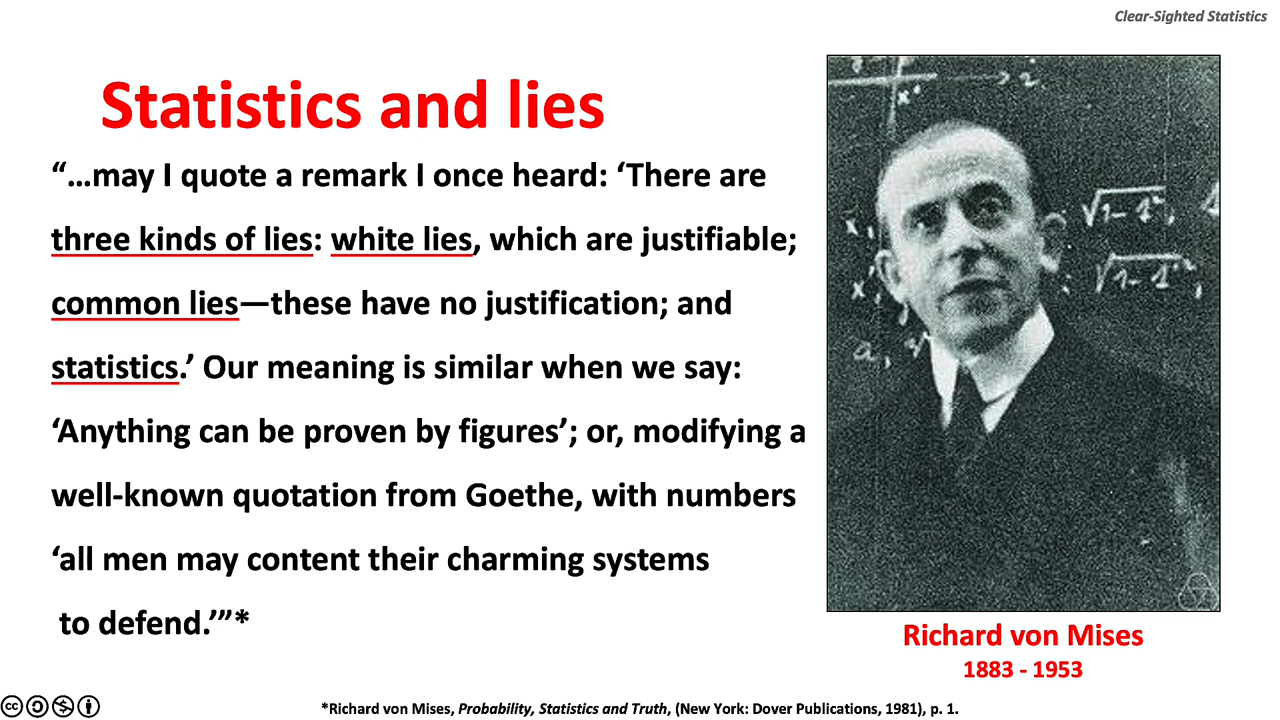 Clear-Sighted Statistics
Statistics and lies
“…may I quote a remark I once heard: ‘There are
three kinds of lies: white lies, which are justifiable;
common lies—these have no justification; and
statistics.’ Our meaning is similar when we say:
‘Anything can be proven by figures’; or, modifying a
well-known quotation from Goethe, with numbers
‘all men may content their charming systems
to defend.’”*
Richard von Mises
1883 - 1953
cc
*Richard von Mises, Probability, Statistics and Truth, (New York: Dover Publications, 1981), p. 1.